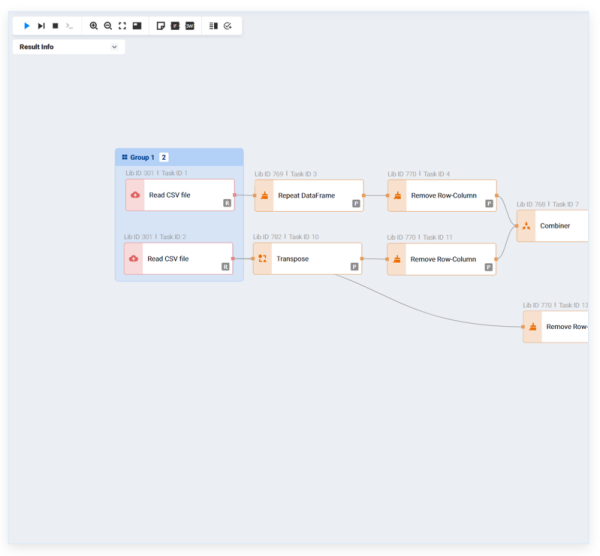 Result Info
Group 1 2
Lib ID 301 | Task ID 1
Read CSV file
R
Lib ID 769 | Task ID 3
Repeat DataFrame
P
Lib ID 770 | Task ID 4
Remove Row-Column
P
Lib ID 768 | Task ID 7
Combiner
Lib ID 301 | Task ID 2
Read CSV file
R
Lib ID 782 | Task ID 10
Transpose
P
Lib ID 770 | Task ID 11
Remove Row-Column
P
Lib ID 770 | Task ID 13
Remove Row-